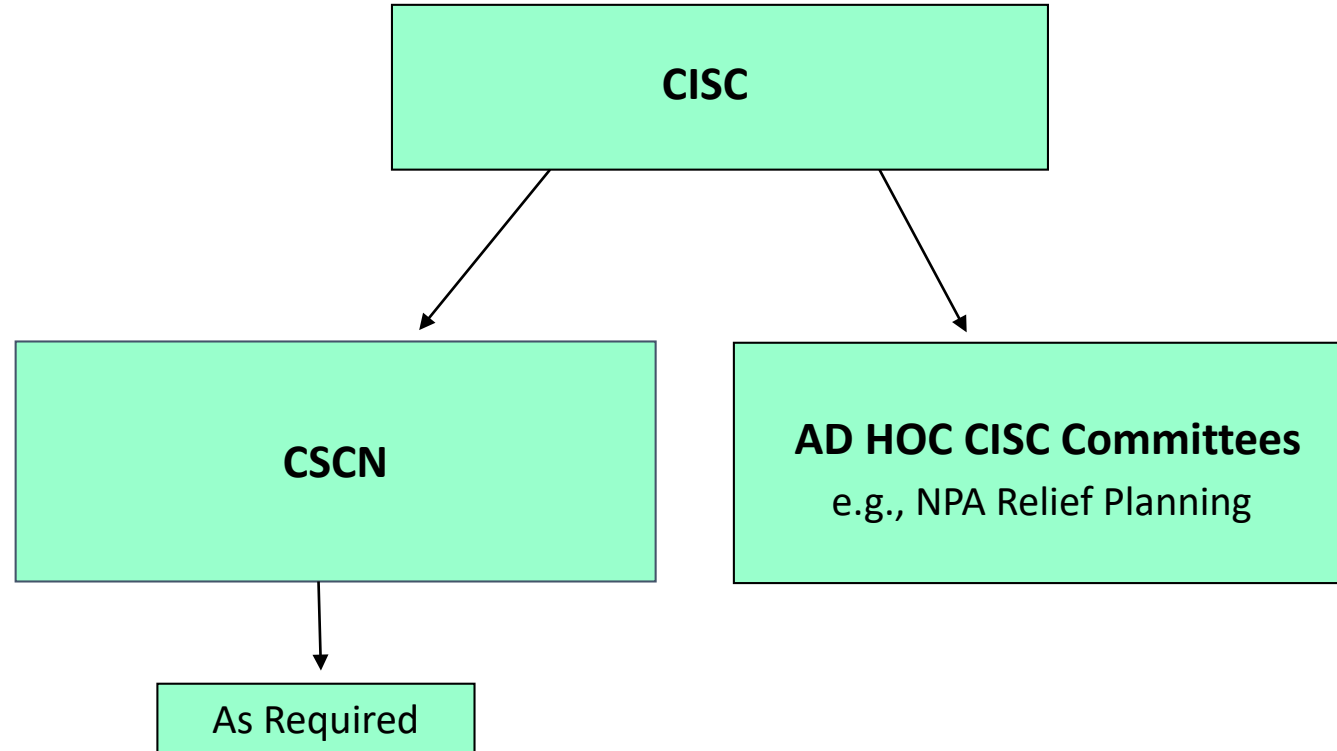 CISC
CSCN
AD HOC CISC Committees
e.g., NPA Relief Planning
As Required